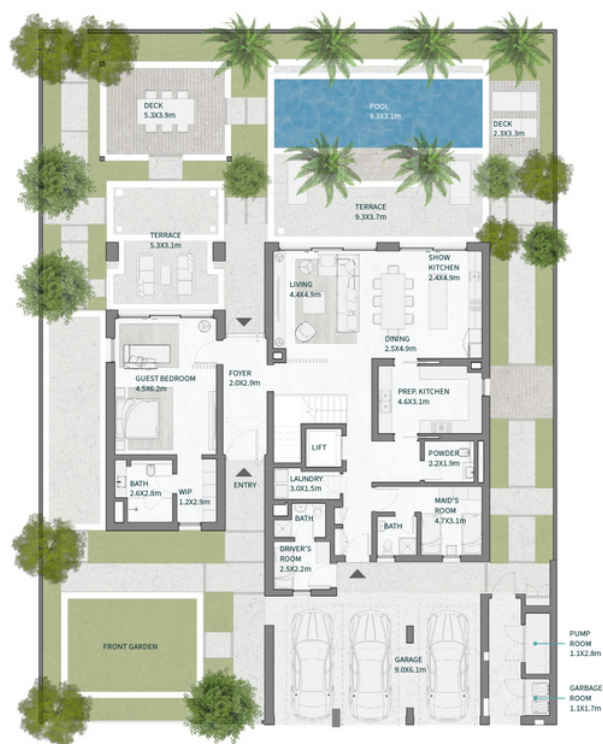 DECK
5.3X3.9m
POOL
9.3X3.1m
DECK
2.3X3.3m
TERRACE
9.3X3.7m
TERRACE
5.3X3.1m
LIVING
4.4X4.9m
SHOW
KITCHEN
2.4X4.9m
DINING
2.5X4.9m
GUEST BEDROOM
4.5X6.2m
FOYER
2.0X2.9m
PREP. KITCHEN
4.6X3.1m
LIFT
POWDER
2.2X1.9m
BATH
2.6X2.8m
WIP
1.2X2.9m
ENTRY
LAUNDRY
3.0X1.5m
MAID'S
ROOM
4.7X3.1m
BATH
BATH
DRIVER'S
ROOM
2.5X2.2m
FRONT GARDEN
GARAGE
9.0X6.1m
PUMP
ROOM
1.1X2.8m
GARBAGE
ROOM
1.1X1.7m